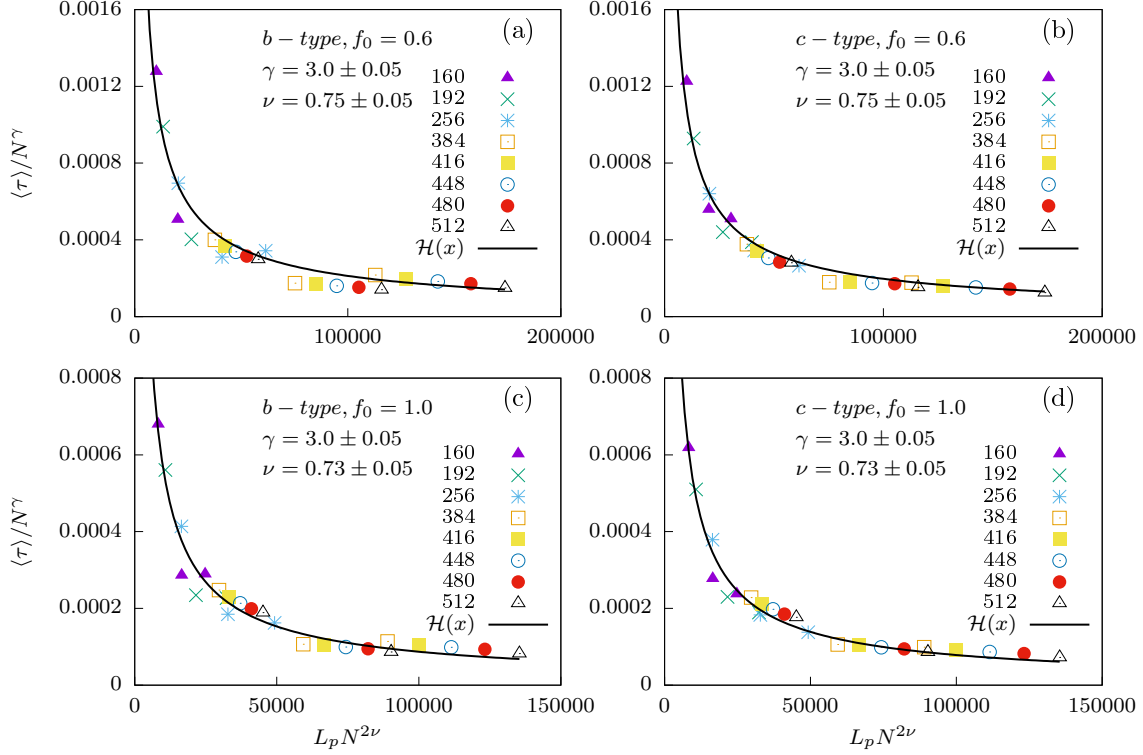 0.0016
0.0012
0.0008
0.0004
0
⟨τ⟩/N^γ
b − type, f₀ = 0.6
(a)
γ = 3.0 ± 0.05
ν = 0.75 ± 0.05
160
192
256
384
416
448
480
512
ℋ(x)
0
100000
200000
0.0016
0.0012
0.0008
0.0004
0
c − type, f₀ = 0.6
(b)
γ = 3.0 ± 0.05
ν = 0.75 ± 0.05
160
192
256
384
416
448
480
512
ℋ(x)
0
100000
200000
0.0008
0.0006
0.0004
0.0002
0
⟨τ⟩/N^γ
b − type, f₀ = 1.0
(c)
γ = 3.0 ± 0.05
ν = 0.73 ± 0.05
160
192
256
384
416
448
480
512
ℋ(x)
0
50000
100000
150000
L_p N^{2ν}
0.0008
0.0006
0.0004
0.0002
0
c − type, f₀ = 1.0
(d)
γ = 3.0 ± 0.05
ν = 0.73 ± 0.05
160
192
256
384
416
448
480
512
ℋ(x)
0
50000
100000
150000
L_p N^{2ν}